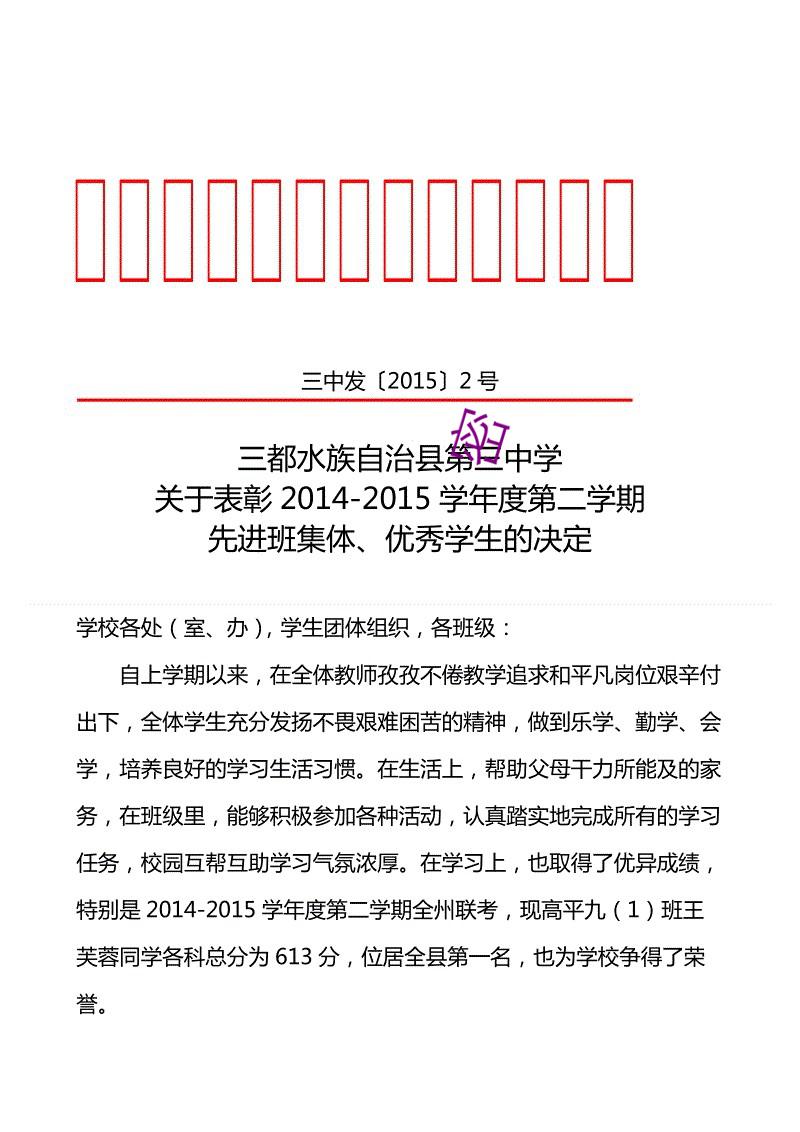 三中发〔2015〕2 号
三都水族自治县第三中学
关于表彰 2014-2015 学年度第二学期
先进班集体、优秀学生的决定
学校各处（室、办），学生团体组织，各班级：
自上学期以来，在全体教师孜孜不倦教学追求和平凡岗位艰辛付
出下，全体学生充分发扬不畏艰难困苦的精神，做到乐学、勤学、会
学，培养良好的学习生活习惯。在生活上，帮助父母干力所能及的家
务，在班级里，能够积极参加各种活动，认真踏实地完成所有的学习
任务，校园互帮互助学习气氛浓厚。在学习上，也取得了优异成绩，
特别是 2014-2015 学年度第二学期全州联考，现高平九（1）班王
芙蓉同学各科总分为 613 分，位居全县第一名，也为学校争得了荣
誉。